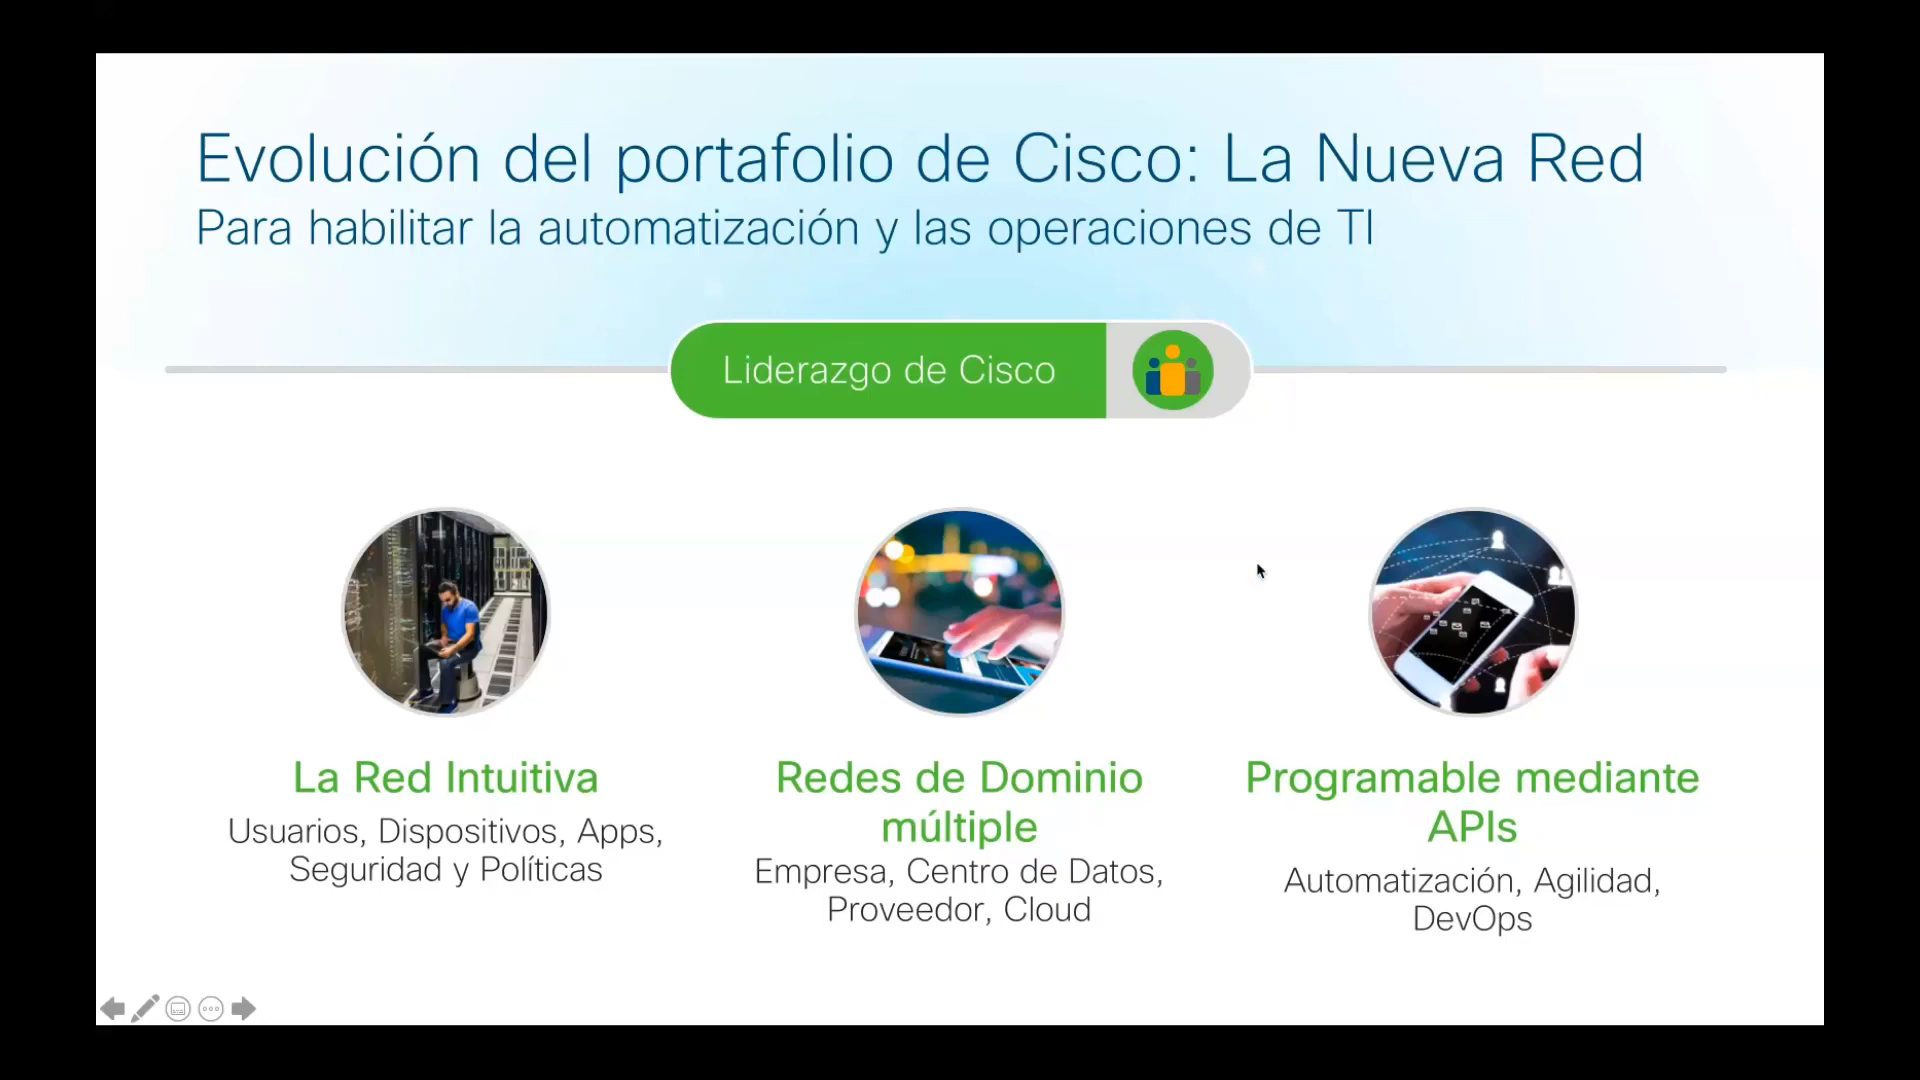 Evolución del portafolio de Cisco: La Nueva Red
Para habilitar la automatización y las operaciones de TI
Liderazgo de Cisco
La Red Intuitiva
Usuarios, Dispositivos, Apps,
Seguridad y Políticas
Redes de Dominio
múltiple
Empresa, Centro de Datos,
Proveedor, Cloud
Programable mediante
APIs
Automatización, Agilidad,
DevOps